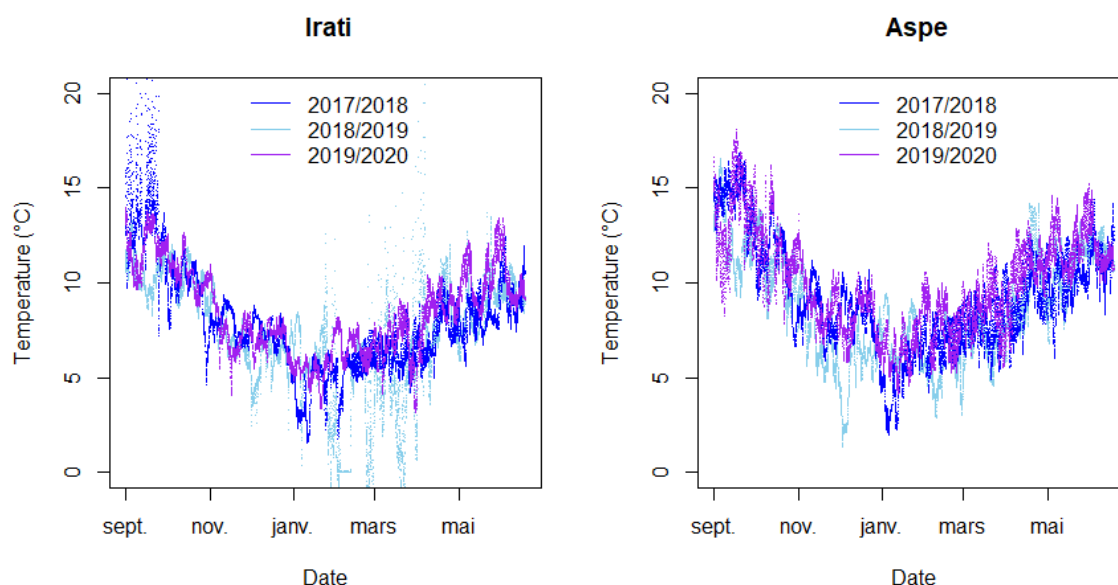 Irati
Temperature (°C)
20
15
10
5
0
2017/2018
2018/2019
2019/2020
sept.
nov.
janv.
mars
mai
Date
Aspe
Temperature (°C)
20
15
10
5
0
2017/2018
2018/2019
2019/2020
sept.
nov.
janv.
mars
mai
Date